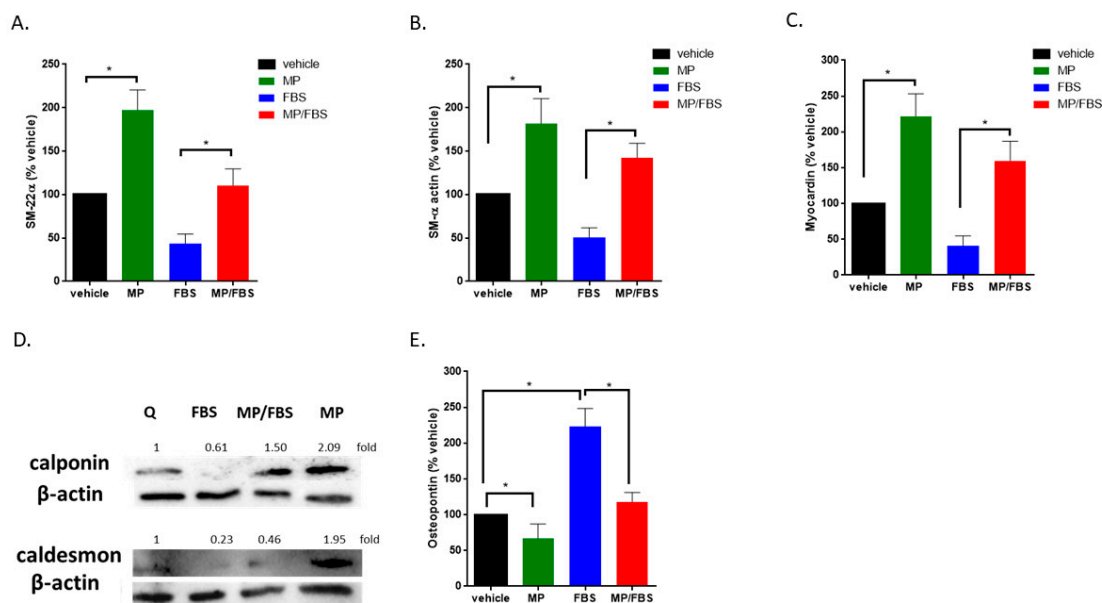 A.
SM-22α (% vehicle)
250
200
150
100
50
0
*
*
vehicle
MP
FBS
MP/FBS
vehicle MP FBS MP/FBS
B.
SM-α actin (% vehicle)
250
200
150
100
50
0
*
*
vehicle
MP
FBS
MP/FBS
vehicle MP FBS MP/FBS
C.
Myocardin (% vehicle)
300
250
200
150
100
50
0
*
*
vehicle
MP
FBS
MP/FBS
vehicle MP FBS MP/FBS
D.
Q FBS MP/FBS MP
1 0.61 1.50 2.09 fold
calponin
β-actin
1 0.23 0.46 1.95 fold
caldesmon
β-actin
E.
Osteopontin (% vehicle)
300
250
200
150
100
50
0
*
*
*
vehicle
MP
FBS
MP/FBS
vehicle MP FBS MP/FBS